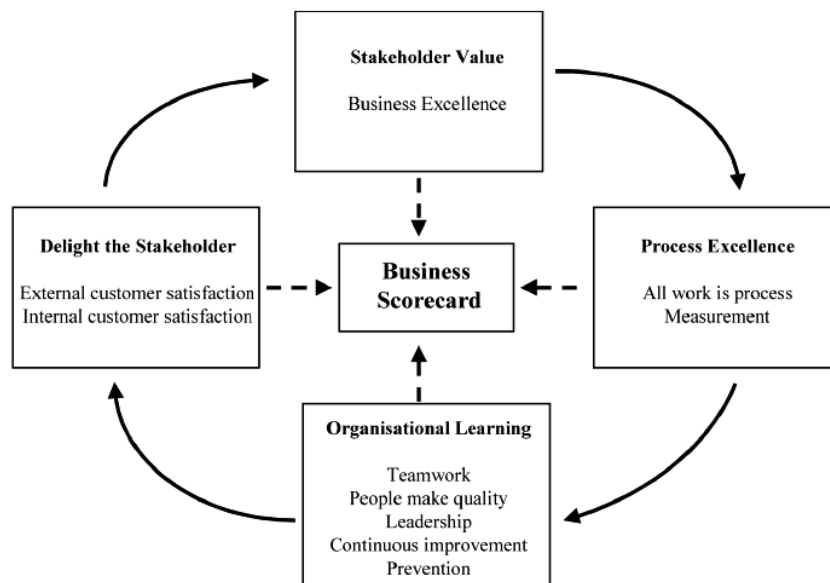 Stakeholder Value
Business Excellence
Delight the Stakeholder
External customer satisfaction
Internal customer satisfaction
Business
Scorecard
Process Excellence
All work is process
Measurement
Organisational Learning
Teamwork
People make quality
Leadership
Continuous improvement
Prevention